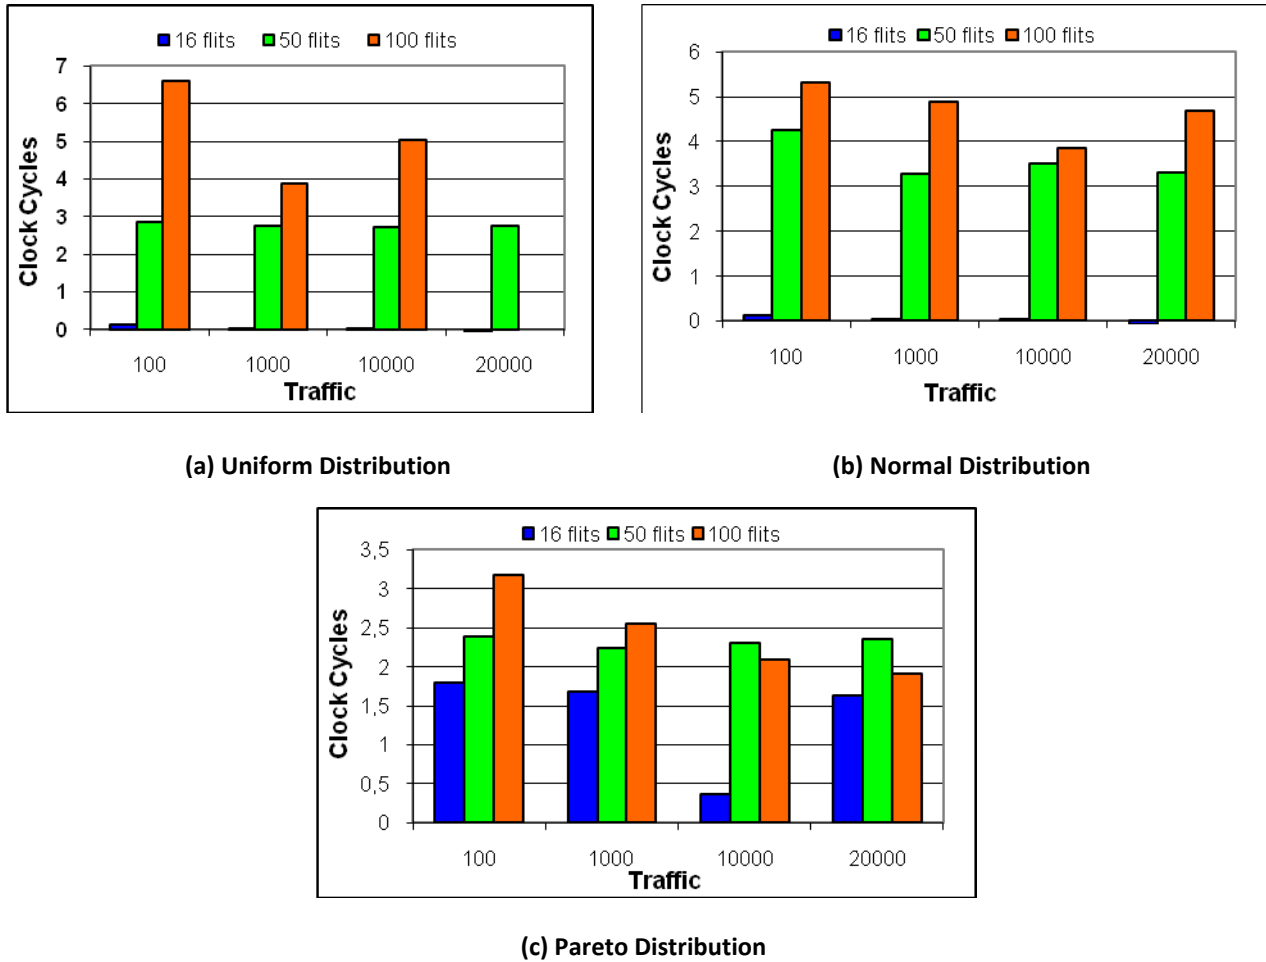 16 flits 50 flits 100 flits
7
6
5
4
3
2
1
0
Clock Cycles
100 1000 10000 20000
Traffic
(a) Uniform Distribution
16 flits 50 flits 100 flits
6
5
4
3
2
1
0
Clock Cycles
100 1000 10000 20000
Traffic
(b) Normal Distribution
16 flits 50 flits 100 flits
3,5
3
2,5
2
1,5
1
0,5
0
Clock Cycles
100 1000 10000 20000
Traffic
(c) Pareto Distribution